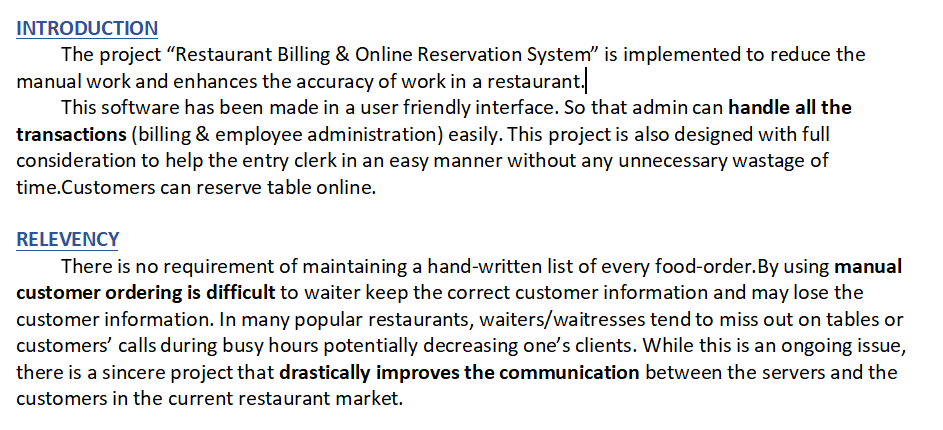 INTRODUCTION
The project “Restaurant Billing & Online Reservation System” is implemented to reduce the
manual work and enhances the accuracy of work in a restaurant.
This software has been made in a user friendly interface. So that admin can handle all the
transactions (billing & employee administration) easily. This project is also designed with full
consideration to help the entry clerk in an easy manner without any unnecessary wastage of
time.Customers can reserve table online.
RELEVENCY
There is no requirement of maintaining a hand-written list of every food-order.By using manual
customer ordering is difficult to waiter keep the correct customer information and may lose the
customer information. In many popular restaurants, waiters/waitresses tend to miss out on tables or
customers’ calls during busy hours potentially decreasing one’s clients. While this is an ongoing issue,
there is a sincere project that drastically improves the communication between the servers and the
customers in the current restaurant market.